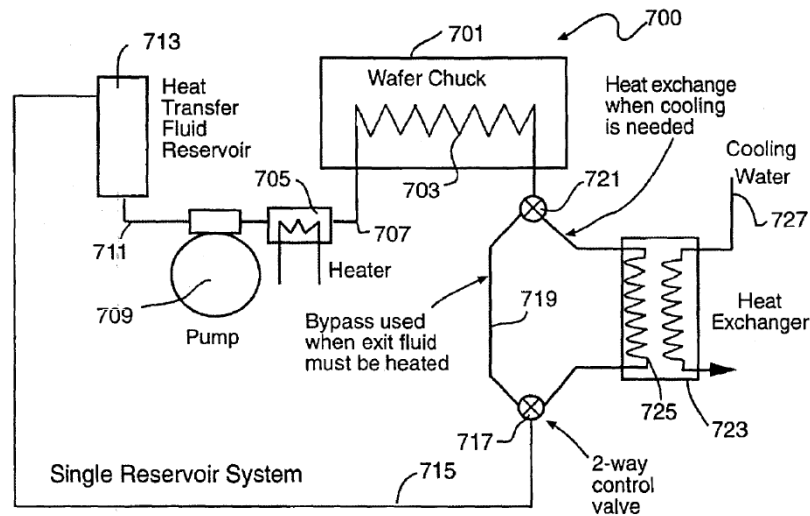 700
701
713
Wafer Chuck
Heat
Transfer
Fluid
Reservoir
Heat exchange
when cooling
is needed
703
705
721
Cooling
Water
727
711
707
Heater
709
Pump
719
Bypass used
when exit fluid
must be heated
Heat
Exchanger
725
723
717
2-way
control
valve
Single Reservoir System
715